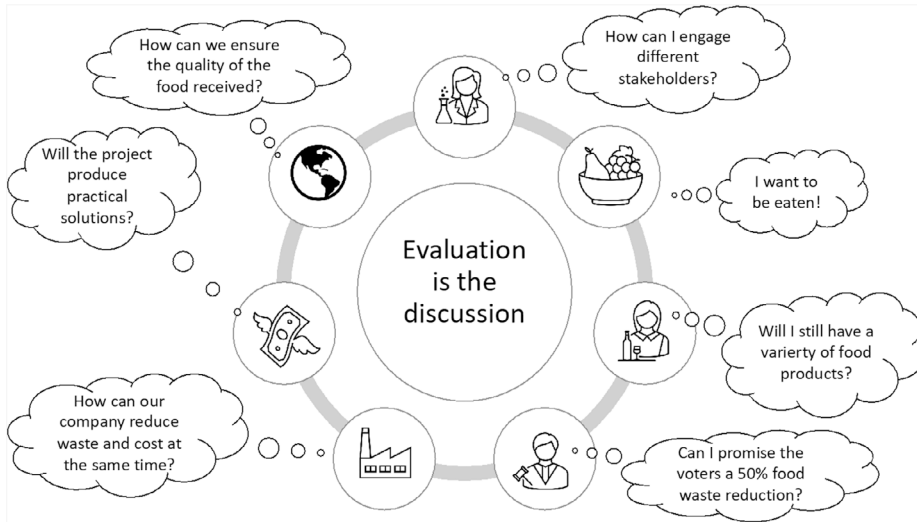 How can we ensure
the quality of the
food received?
How can I engage
different
stakeholders?
Will the project
produce
practical
solutions?
I want to
be eaten!
Evaluation
is the
discussion
Will I still have a
varierty of food
products?
How can our
company reduce
waste and cost at
the same time?
Can I promise the
voters a 50% food
waste reduction?